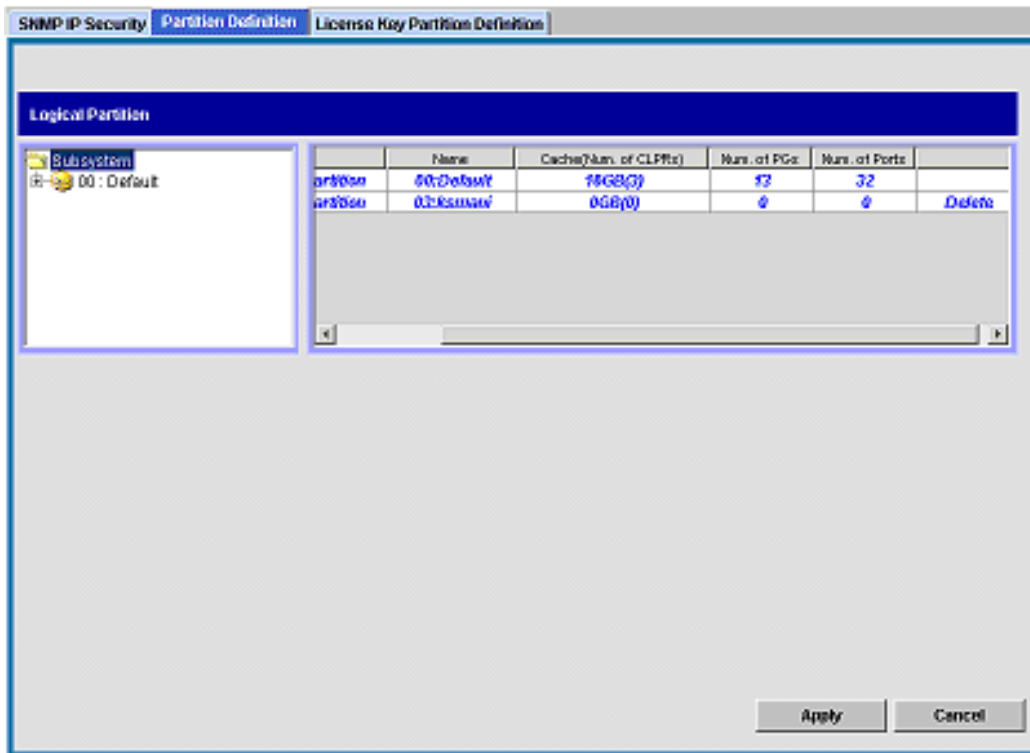 SNMP IP Security Partition Definition License Key Partition Definition
Logical Partition
Subsystem
00 : Default
Name Cache(Num. of CLPRs) Num. of PGs Num. of Ports
artition 00:Default 16GB(3) 13 32
artition 0GB(0) 0 0 Delete
Apply Cancel